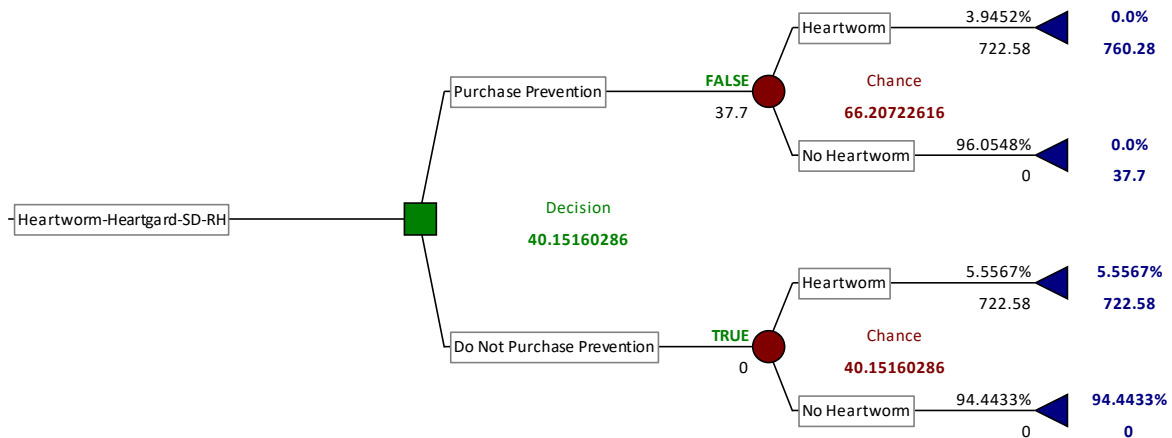 Heartworm 3.9452% 0.0%
722.58 760.28
Purchase Prevention FALSE Chance
37.7 66.20722616
No Heartworm 96.0548% 0.0%
0 37.7
Heartworm-Heartgard-SD-RH Decision
40.15160286
Heartworm 5.5567% 5.5567%
722.58 722.58
Do Not Purchase Prevention TRUE Chance
0 40.15160286
No Heartworm 94.4433% 94.4433%
0 0